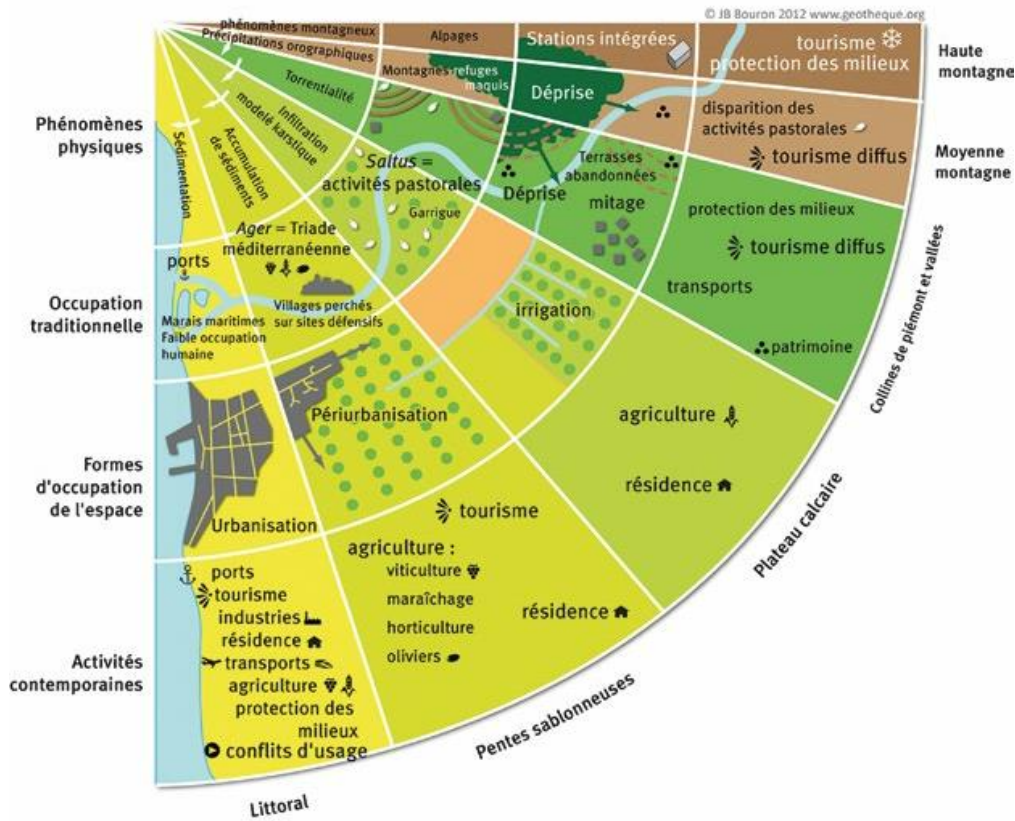 © JB Bouron 2012 www.geotheque.org
phénomènes montagneux
Alpages
Stations intégrées
tourisme
protection des milieux
Haute
montagne
Précipitations orographiques
Montagnes-refuges
maquis
Déprise
disparition des
activités pastorales
tourisme diffus
Moyenne
montagne
Torrentialité
Terrasses
abandonnées
Déprise
mitage
protection des milieux
tourisme diffus
transports
patrimoine
Collines de piémont et vallées
Phénomènes
physiques
Infiltration
modelé karstique
Saltus =
activités pastorales
Garrigue
irrigation
agriculture
résidence
Plateau calcaire
Sédimentation
Accumulation
de sédiments
Ager = Triade
méditerranéenne
Villages perchés
sur sites défensifs
Occupation
traditionnelle
ports
Marais maritimes
Faible occupation
humaine
Périurbanisation
tourisme
agriculture :
viticulture
maraîchage
horticulture
oliviers
résidence
Pentes sablonneuses
Formes
d'occupation
de l'espace
Urbanisation
Activités
contemporaines
ports
tourisme
industries
résidence
transports
agriculture
protection des
milieux
conflits d'usage
Littoral